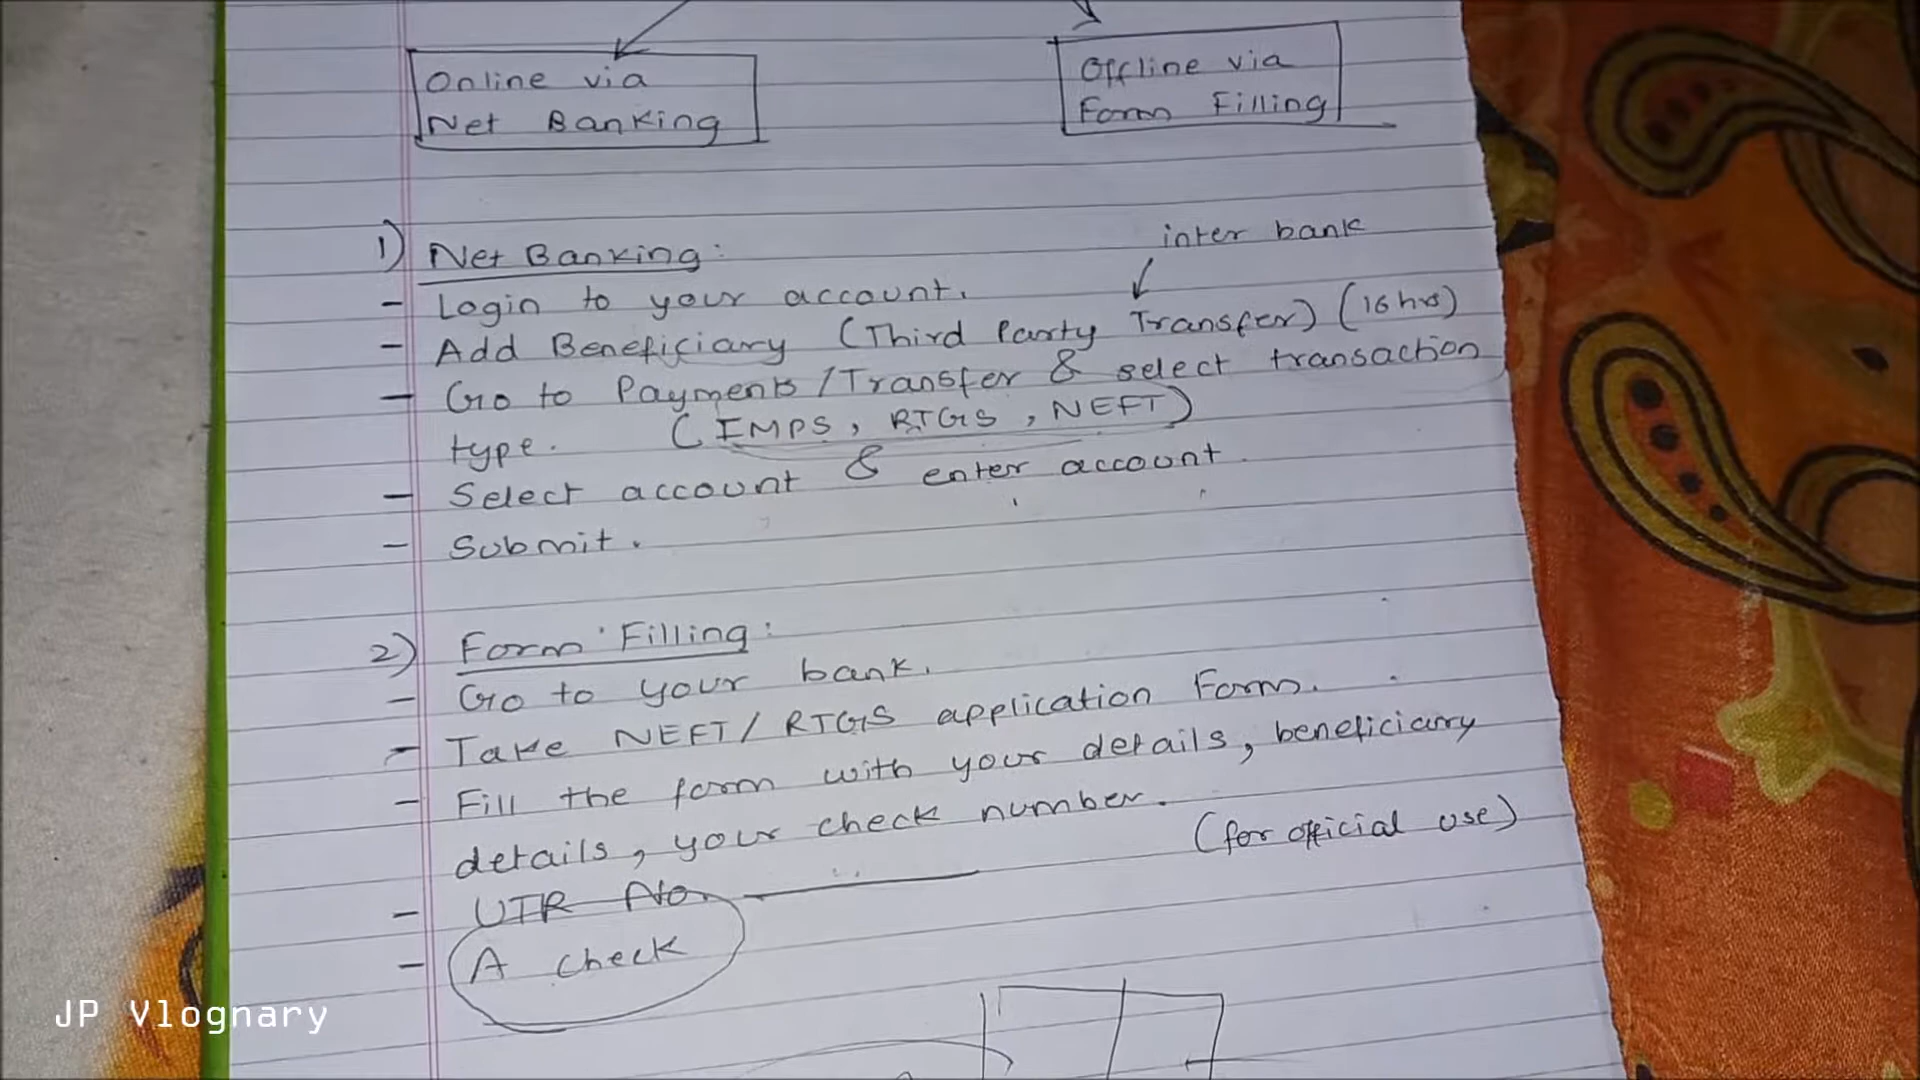 Online via
Net Banking
Offline via
Form Filling
1) Net Banking:
inter bank
- Login to your account.
- Add Beneficiary (Third Party Transfer) (16 hrs)
- Go to Payments/Transfer & select transaction
type. (IMPS, RTGS, NEFT)
- Select account & enter account.
- Submit.
2) Form Filling:
- Go to your bank.
- Take NEFT/RTGS application Form.
- Fill the form with your details, beneficiary
details, your check number.
(for official use)
- UTR No.
- A check
JP Vlognary